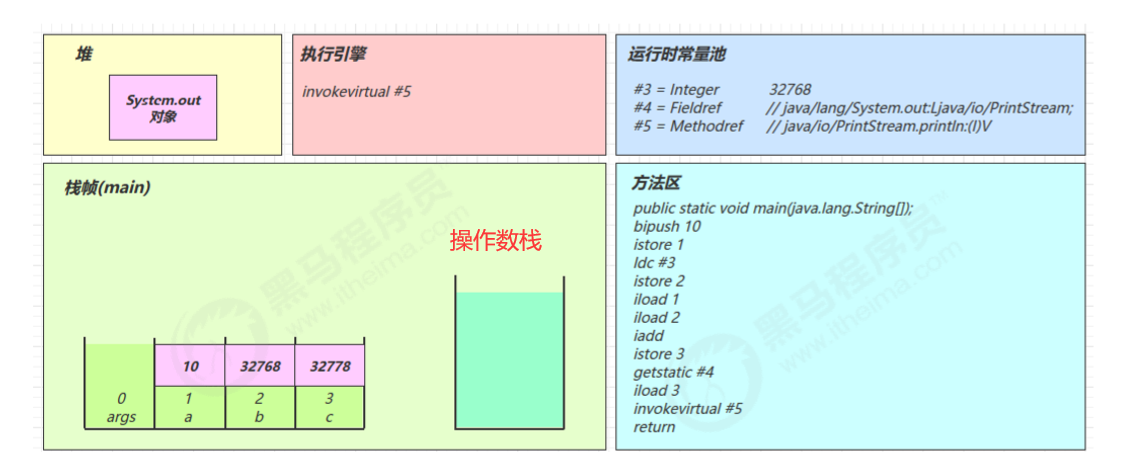 堆
System.out
对象
执行引擎
invokevirtual #5
运行时常量池
#3 = Integer 32768
#4 = Fieldref // java/lang/System.out:Ljava/io/PrintStream;
#5 = Methodref // java/io/PrintStream.println:(I)V
栈帧(main)
操作数栈
10 32768 32778
0 1 2 3
args a b c
方法区
public static void main(java.lang.String[]);
bipush 10
istore 1
ldc #3
istore 2
iload 1
iload 2
iadd
istore 3
getstatic #4
iload 3
invokevirtual #5
return
黑马程序员
www.itheima.com
黑马程序员™
www.itheima.com